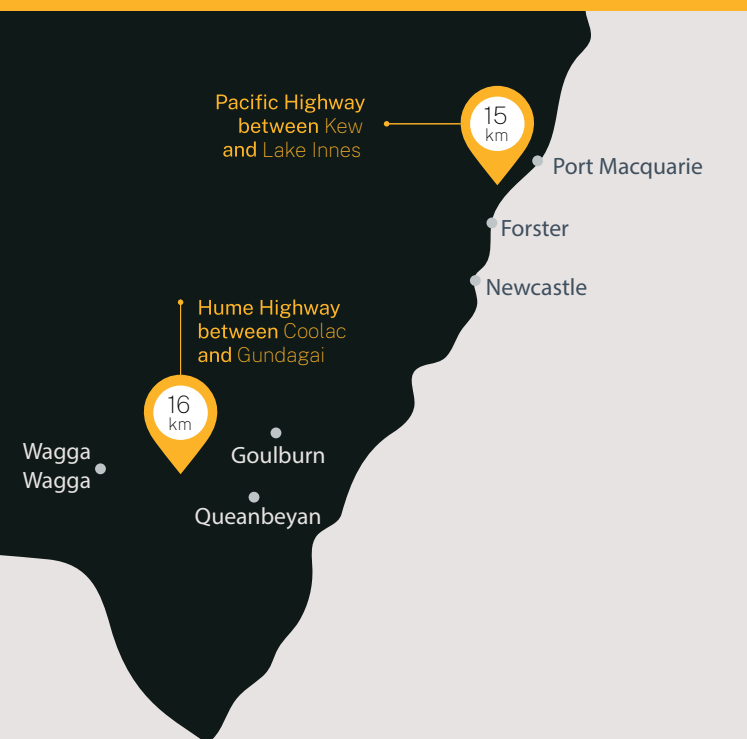 Pacific Highway
between Kew
and Lake Innes
15
km
Port Macquarie
Forster
Newcastle
Hume Highway
between Coolac
and Gundagai
16
km
Wagga
Wagga
Goulburn
Queanbeyan